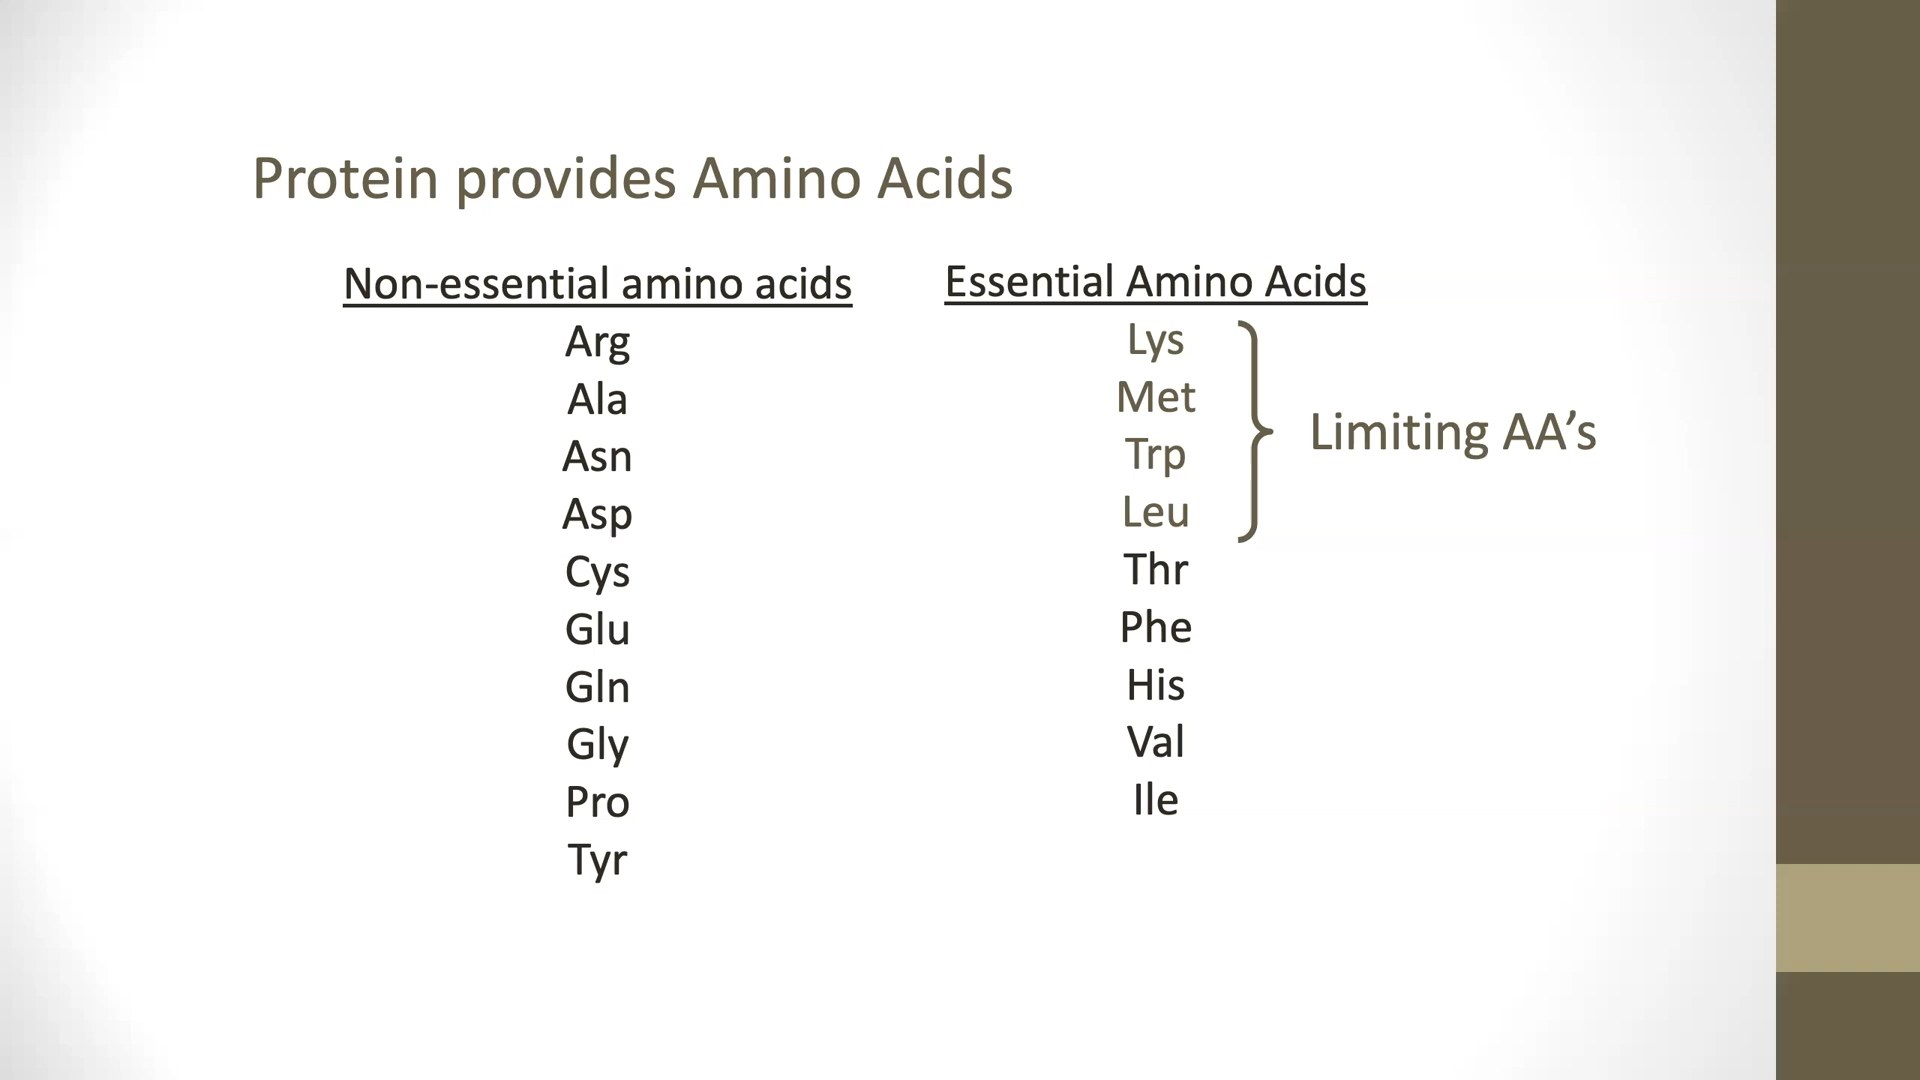 Protein provides Amino Acids
Non-essential amino acids
Arg
Ala
Asn
Asp
Cys
Glu
Gln
Gly
Pro
Tyr
Essential Amino Acids
Lys
Met
Trp
Leu
Thr
Phe
His
Val
Ile
Limiting AA’s